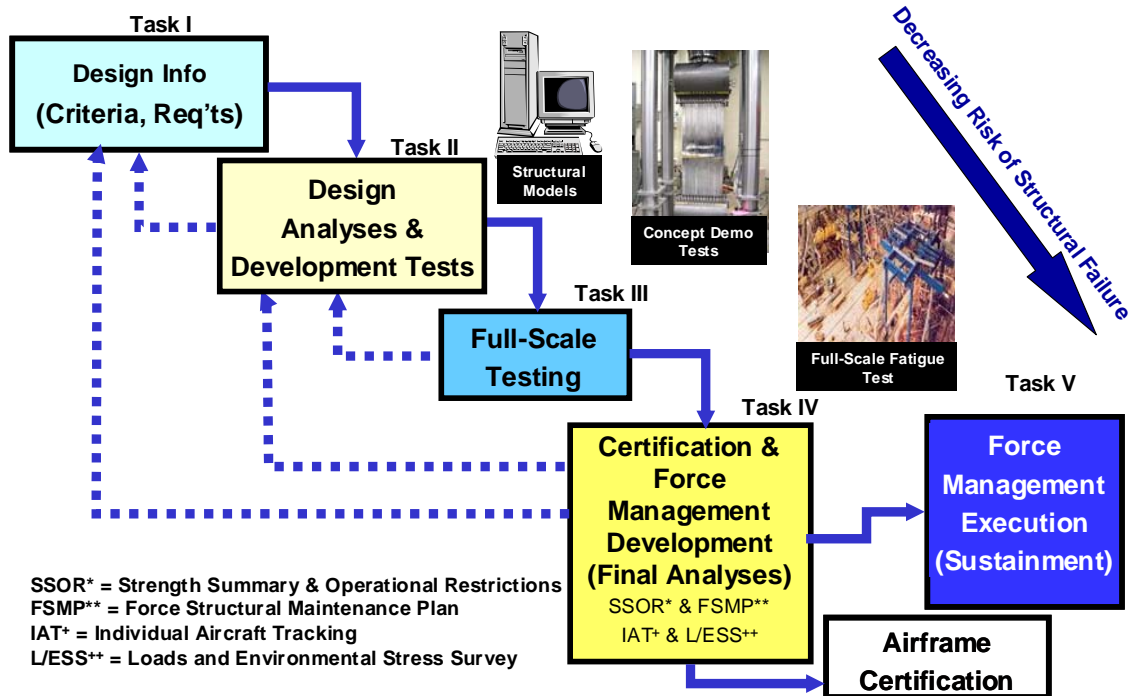 Task I
Design Info
(Criteria, Req'ts)
Task II
Design
Analyses &
Development Tests
Structural
Models
Concept Demo
Tests
Decreasing Risk of Structural Failure
Task III
Full-Scale
Testing
Full-Scale Fatigue
Test
Task IV
Certification &
Force
Management
Development
(Final Analyses)
SSOR* & FSMP**
IAT+ & L/ESS++
Task V
Force
Management
Execution
(Sustainment)
Airframe
Certification
SSOR* = Strength Summary & Operational Restrictions
FSMP** = Force Structural Maintenance Plan
IAT+ = Individual Aircraft Tracking
L/ESS++ = Loads and Environmental Stress Survey